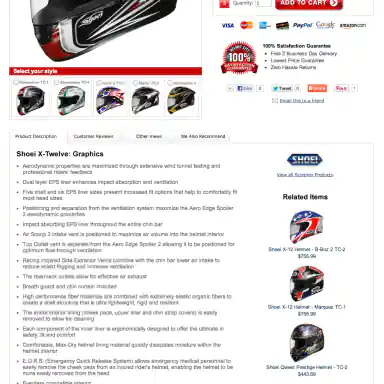 Quantity: 1
ADD TO CART >
VISA
PayPal
Google
amazon.com
100%
SATISFACTION
100% Satisfaction Guarantee
Free 2 Business Day Delivery
Lowest Price Guarantee
Zero Hassle Returns
Select your style
Like
0
Tweet
0
Pin it
0
+1
0
Email this to a friend
Product Description
Customer Reviews
Other views
We Also Recommend
Shoei X-Twelve: Graphics
SHOEI
Aerodynamic properties are maximized through extensive wind tunnel testing and
professional riders' feedback
View all Scorpion Products
Dual layer EPS liner enhances impact absorption and ventilation
Five shell and six EPS liner sizes present increased fit options that help to comfortably fit
most head sizes
Related Items
Positioning and separation from the ventilation system maximize the Aero Edge Spoiler
2 aerodynamic properties
Impact absorbing EPS liner throughout the entire chin bar
Air Scoop 2 intake vent is positioned to maximize air volume into the helmet interior
Top Outlet vent is separate from the Aero Edge Spoiler 2 allowing it to be positioned for
optimum flow-through ventilation
Shoei X-12 Helmet - B-Boz 2 TC-2
$755.99
Racing inspired Side Extractor Vents combine with the chin bar lower air intake to
reduce shield fogging and increase ventilation
The multi-neck outlets allow for effective air exhaust
Breath guard and chin curtain included
High performance fiber materials are combined with extremely elastic organic fibers to
create a shell structure that is ultra lightweight, rigid and resilient
Shoei X-12 Helmet - Marquez TC-1
$755.99
The entire interior lining (cheek pads, upper liner and chin strap covers) is easily
removed to allow for cleaning
Each component of the inner liner is ergonomically designed to offer the ultimate in
safety, fit and comfort
Comfortable, Max-Dry helmet lining material quickly dissipates moisture within the
helmet interior
E.Q.R.S. (Emergency Quick Release System) allows emergency medical personnel to
easily remove the cheek pads from an injured rider's helmet, enabling the helmet to be
more easily removed from the head
Shoei Qwest Prestige Helmet - TC-2
$443.69
Eyeglass compatible interior